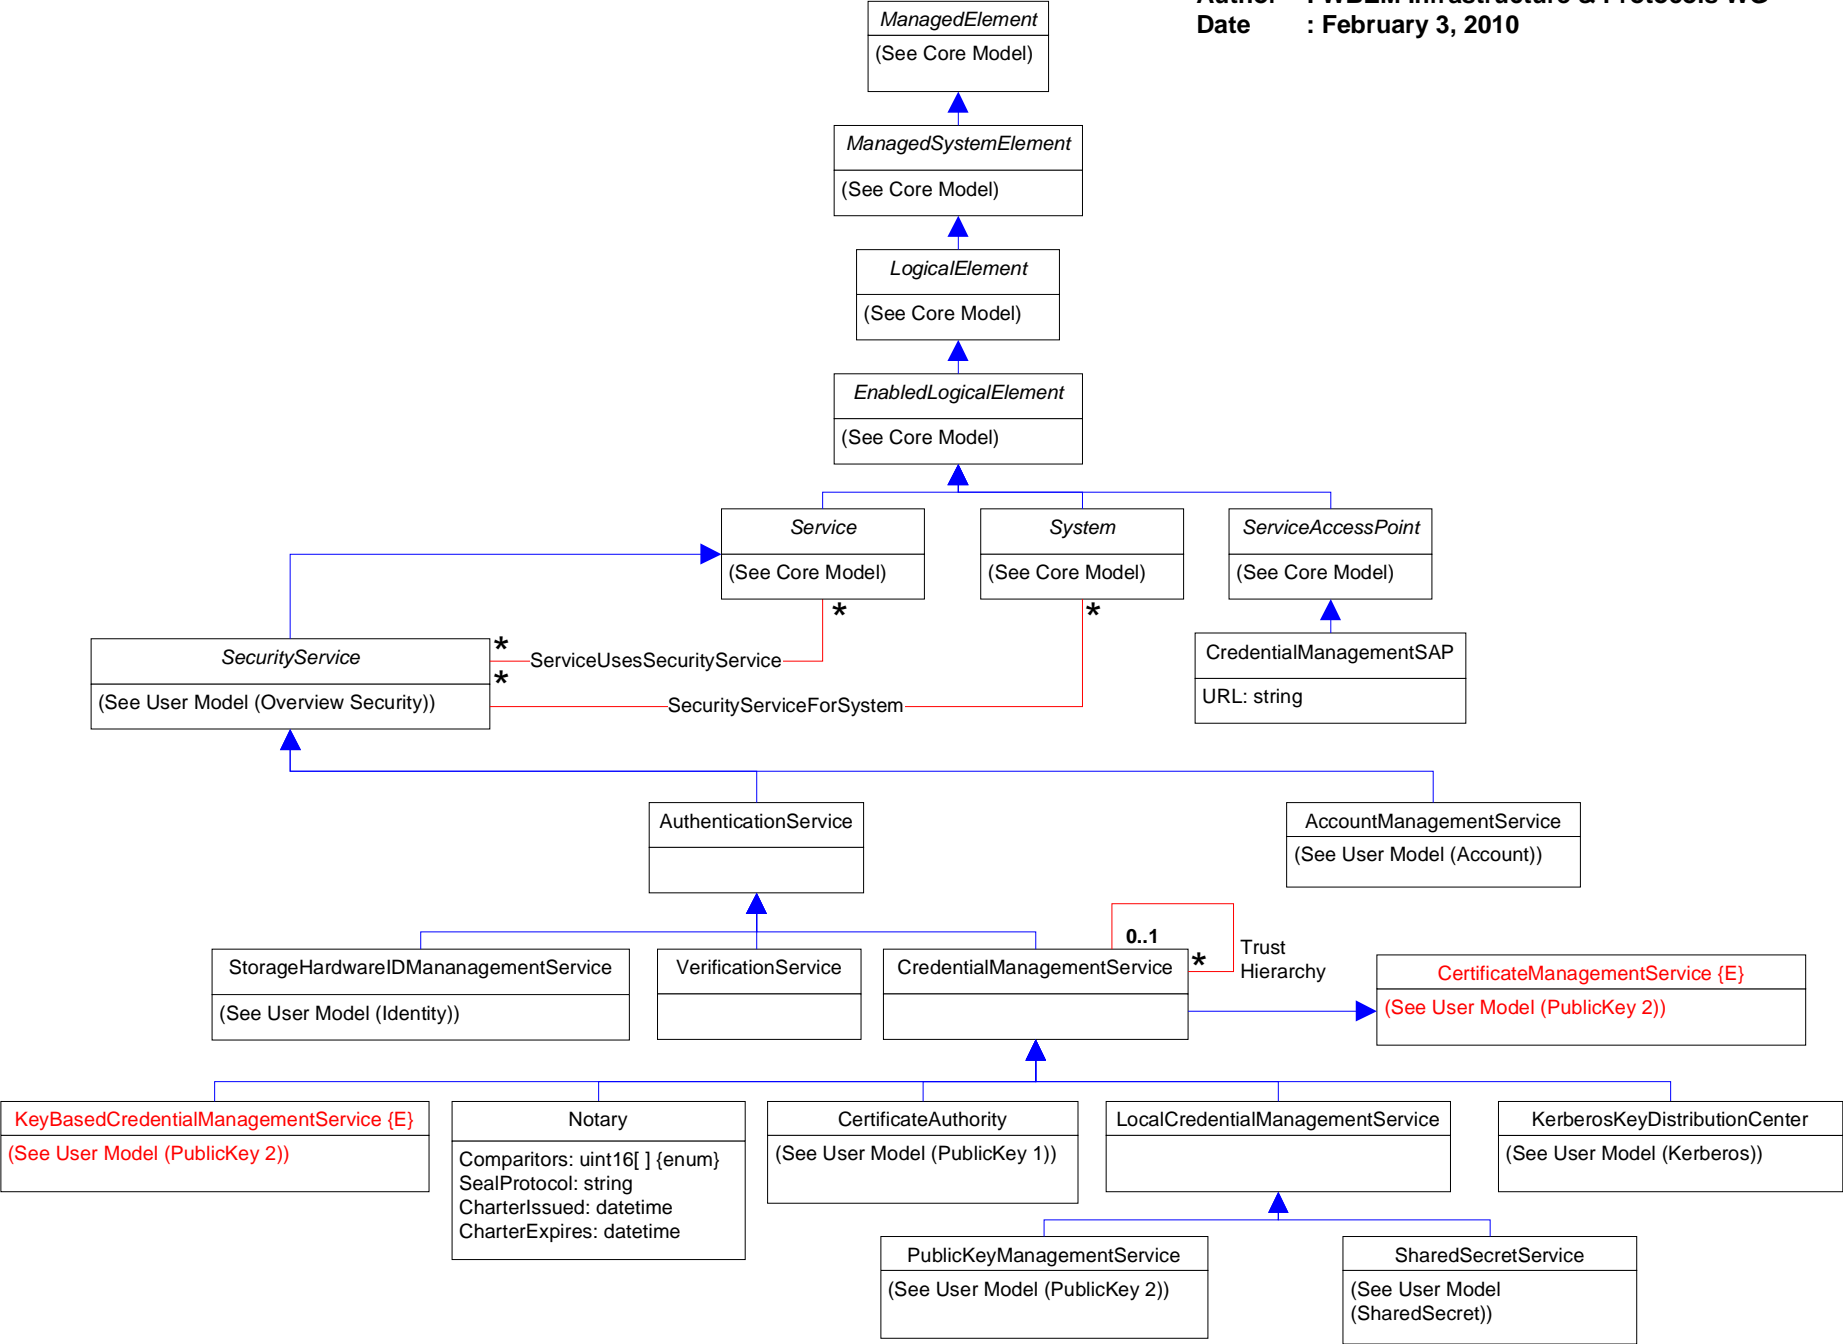 Author : WBEM Infrastructure & Protocols WG
Date : February 3, 2010
ManagedElement
(See Core Model)
ManagedSystemElement
(See Core Model)
LogicalElement
(See Core Model)
EnabledLogicalElement
(See Core Model)
Service
(See Core Model)
System
(See Core Model)
ServiceAccessPoint
(See Core Model)
*
*
SecurityService
(See User Model (Overview Security))
*
ServiceUsesSecurityService
*
SecurityServiceForSystem
CredentialManagementSAP
URL: string
AuthenticationService
AccountManagementService
(See User Model (Account))
StorageHardwareIDMananagementService
(See User Model (Identity))
VerificationService
CredentialManagementService
0..1
*
Trust
Hierarchy
CertificateManagementService {E}
(See User Model (PublicKey 2))
KeyBasedCredentialManagementService {E}
(See User Model (PublicKey 2))
Notary
Comparitors: uint16[ ] {enum}
SealProtocol: string
CharterIssued: datetime
CharterExpires: datetime
CertificateAuthority
(See User Model (PublicKey 1))
LocalCredentialManagementService
KerberosKeyDistributionCenter
(See User Model (Kerberos))
PublicKeyManagementService
(See User Model (PublicKey 2))
SharedSecretService
(See User Model
(SharedSecret))